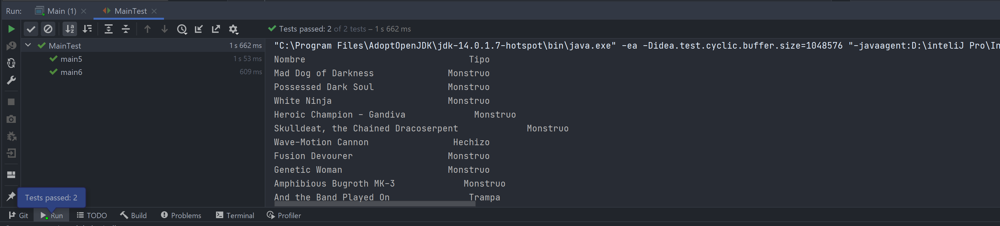 Run: Main (1) MainTest
Tests passed: 2 of 2 tests – 1 s 662 ms
MainTest 1 s 662 ms
main5 1 s 53 ms
main6 609 ms
"C:\Program Files\AdoptOpenJDK\jdk-14.0.1.7-hotspot\bin\java.exe" -ea -Didea.test.cyclic.buffer.size=1048576 "-javaagent:D:\inteliJ Pro\In
Nombre Tipo
Mad Dog of Darkness Monstruo
Possessed Dark Soul Monstruo
White Ninja Monstruo
Heroic Champion - Gandiva Monstruo
Skulldeat, the Chained Dracoserpent Monstruo
Wave-Motion Cannon Hechizo
Fusion Devourer Monstruo
Genetic Woman Monstruo
Amphibious Bugroth MK-3 Monstruo
And the Band Played On Trampa
Tests passed: 2
Git Run TODO Build Problems Terminal Profiler